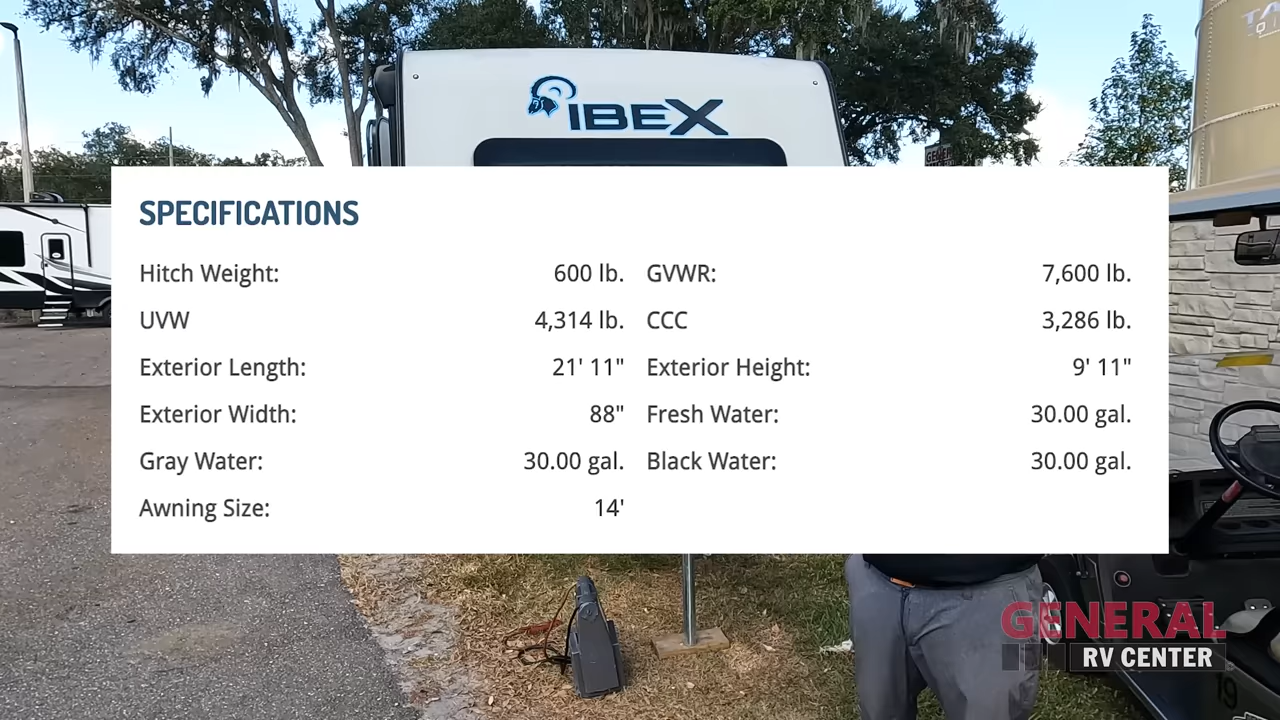 IBEX
SPECIFICATIONS
Hitch Weight: 600 lb. GVWR: 7,600 lb.
UVW 4,314 lb. CCC 3,286 lb.
Exterior Length: 21' 11" Exterior Height: 9' 11"
Exterior Width: 88" Fresh Water: 30.00 gal.
Gray Water: 30.00 gal. Black Water: 30.00 gal.
Awning Size: 14'
GENERAL
RV CENTER
19